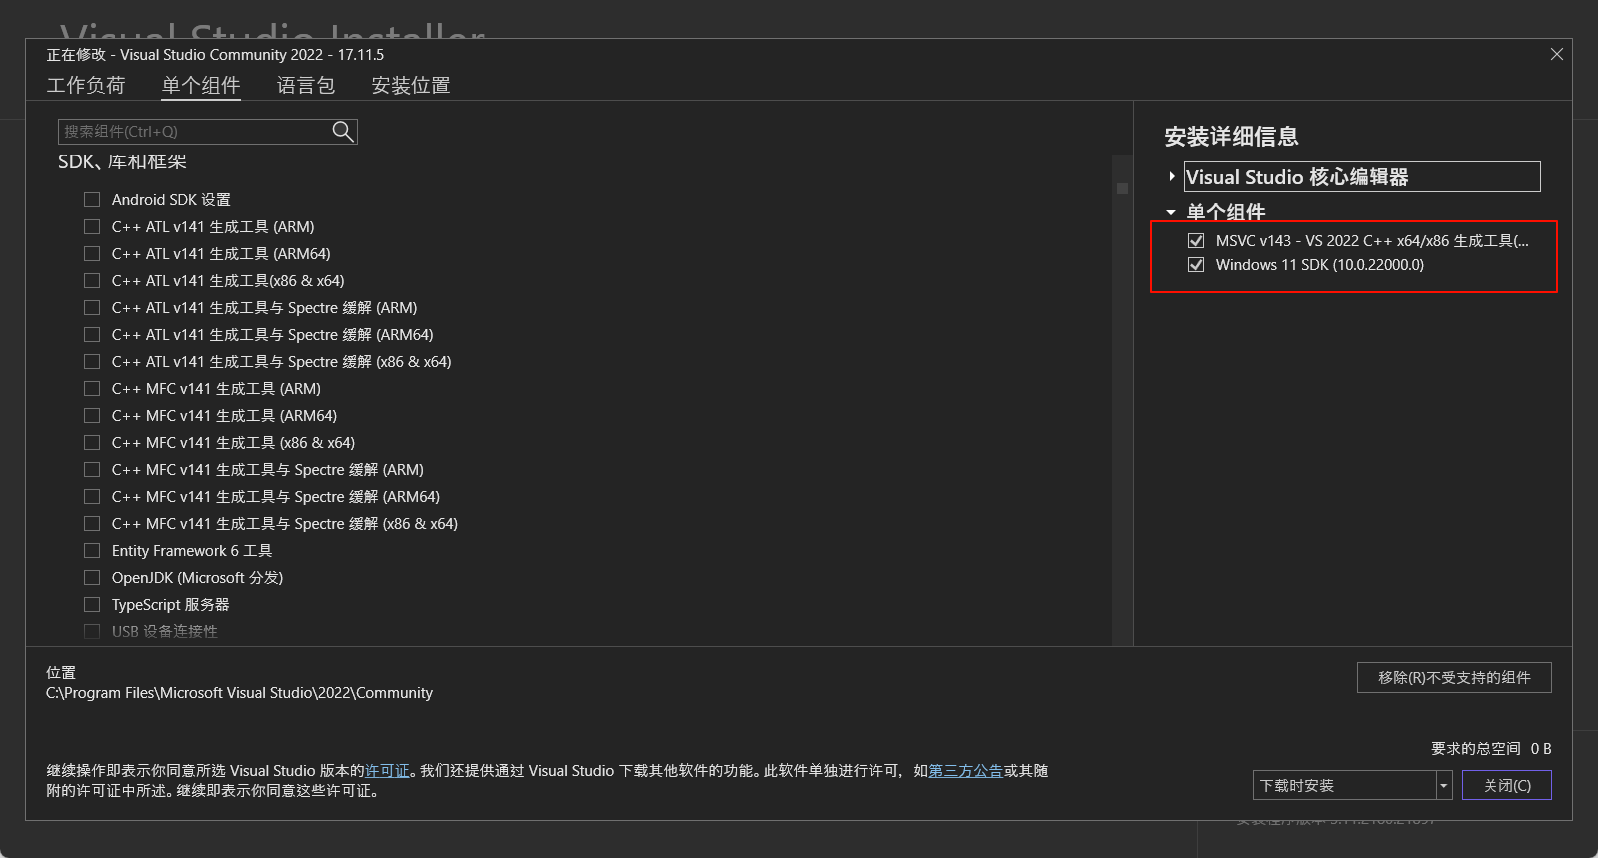 Visual Studio Installer
正在修改 - Visual Studio Community 2022 - 17.11.5
工作负荷 单个组件 语言包 安装位置
搜索组件(Ctrl+Q)
SDK、库和框架
Android SDK 设置
C++ ATL v141 生成工具 (ARM)
C++ ATL v141 生成工具 (ARM64)
C++ ATL v141 生成工具(x86 & x64)
C++ ATL v141 生成工具与 Spectre 缓解 (ARM)
C++ ATL v141 生成工具与 Spectre 缓解 (ARM64)
C++ ATL v141 生成工具与 Spectre 缓解 (x86 & x64)
C++ MFC v141 生成工具 (ARM)
C++ MFC v141 生成工具 (ARM64)
C++ MFC v141 生成工具 (x86 & x64)
C++ MFC v141 生成工具与 Spectre 缓解 (ARM)
C++ MFC v141 生成工具与 Spectre 缓解 (ARM64)
C++ MFC v141 生成工具与 Spectre 缓解 (x86 & x64)
Entity Framework 6 工具
OpenJDK (Microsoft 分发)
TypeScript 服务器
USB 设备连接性
安装详细信息
Visual Studio 核心编辑器
单个组件
MSVC v143 - VS 2022 C++ x64/x86 生成工具(...
Windows 11 SDK (10.0.22000.0)
位置
C:\Program Files\Microsoft Visual Studio\2022\Community
移除(R)不受支持的组件
要求的总空间 0 B
继续操作即表示你同意所选 Visual Studio 版本的许可证。我们还提供通过 Visual Studio 下载其他软件的功能。此软件单独进行许可，如第三方公告或其随
附的许可证中所述。继续即表示你同意这些许可证。
下载时安装
关闭(C)